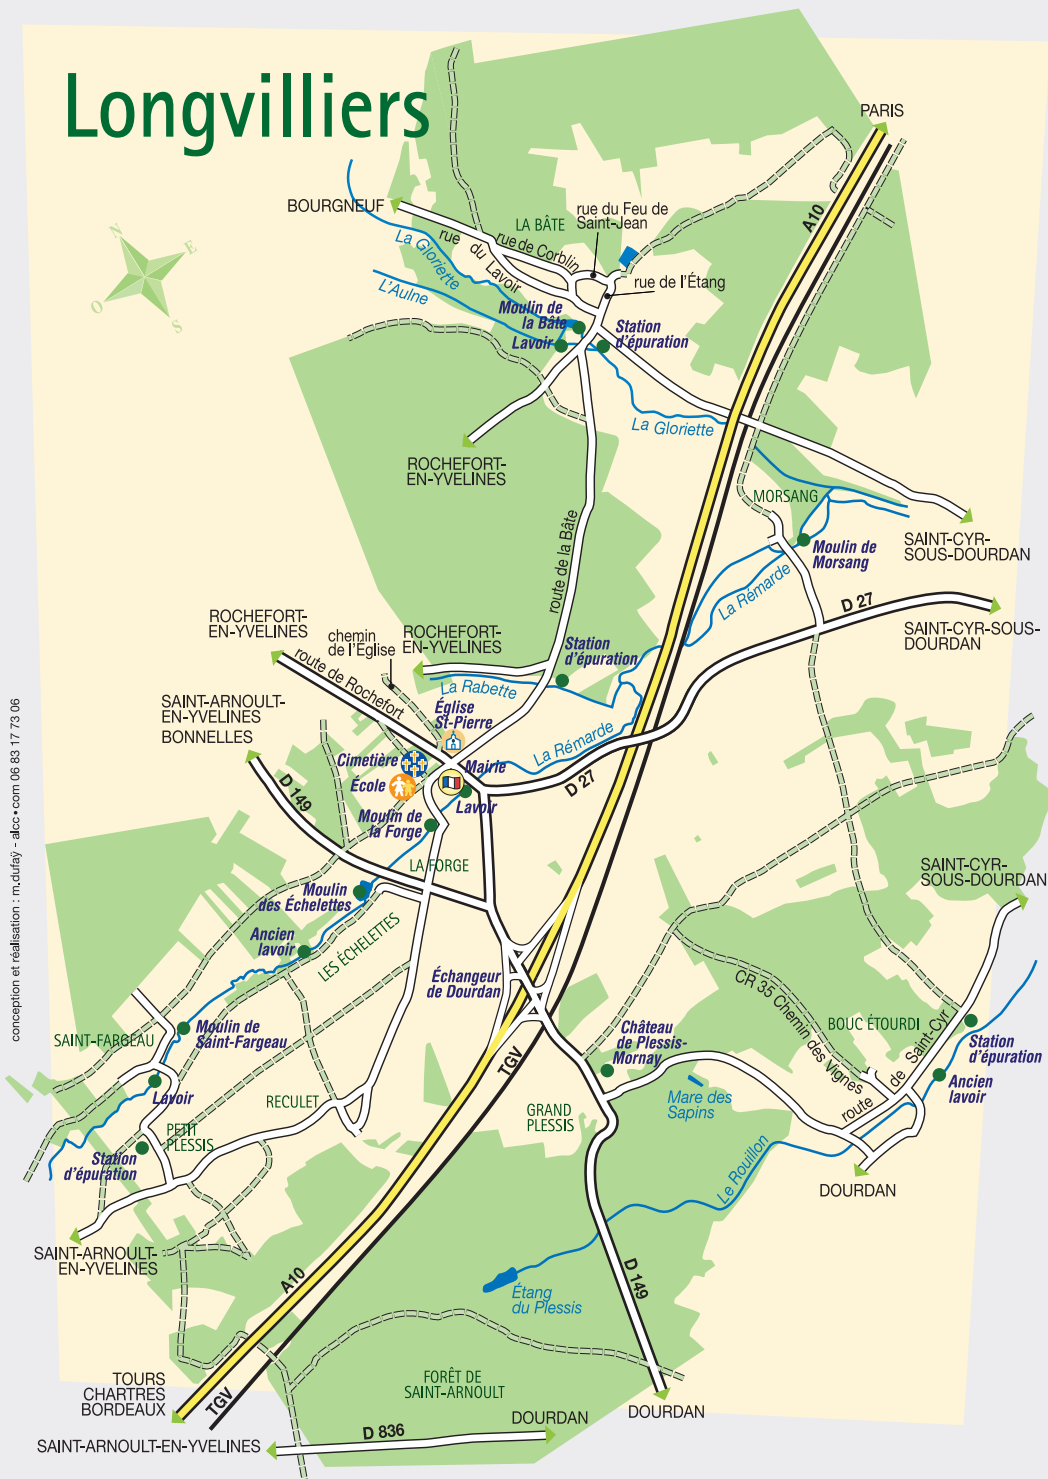 Longvilliers
PARIS
A10
BOURGNEUF
LA BÂTE
rue du Feu de
Saint-Jean
rue de Corblin
rue du Lavoir
La Gloriette
L'Aulne
rue de l'Étang
N
E
O
S
Moulin de
la Bâte
Lavoir
Station
d'épuration
La Gloriette
ROCHEFORT-
EN-YVELINES
MORSANG
SAINT-CYR-
SOUS-DOURDAN
Moulin de
Morsang
route de la Bâte
La Rémarde
D 27
SAINT-CYR-SOUS-
DOURDAN
ROCHEFORT-
EN-YVELINES
chemin
de l'Eglise
ROCHEFORT-
EN-YVELINES
route de Rochefort
Station
d'épuration
La Rabette
SAINT-ARNOULT-
EN-YVELINES
BONNELLES
Église
St-Pierre
La Rémarde
Cimetière
Mairie
École
Lavoir
D 27
D 149
Moulin de
la Forge
LA FORGE
Moulin
des Échelettes
Ancien
lavoir
LES ÉCHELETTES
SAINT-CYR-
SOUS-DOURDAN
Échangeur
de Dourdan
CR 35 Chemin des Vignes
BOUC ÉTOURDI
route de Saint-Cyr
Station
d'épuration
Ancien
lavoir
SAINT-FARGEAU
Moulin de
Saint-Fargeau
Château
de Plessis-
Mornay
TGV
Lavoir
RECULET
GRAND
PLESSIS
Mare des
Sapins
PETIT
PLESSIS
Station
d'épuration
Le Rouillon
DOURDAN
SAINT-ARNOULT-
EN-YVELINES
A10
D 149
Étang
du Plessis
TOURS
CHARTRES
BORDEAUX
TGV
FORÊT DE
SAINT-ARNOULT
DOURDAN
DOURDAN
D 836
SAINT-ARNOULT-EN-YVELINES
conception et réalisation : m.dufaÿ - alcc•com 06 83 17 73 06